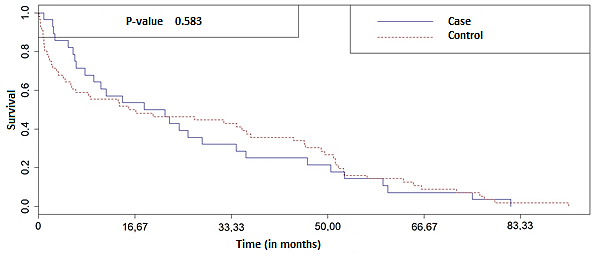 P-value 0.583
Case
Control
Survival
1.0
0.8
0.6
0.4
0.2
0.0
0 16,67 33,33 50,00 66,67 83,33
Time (in months)